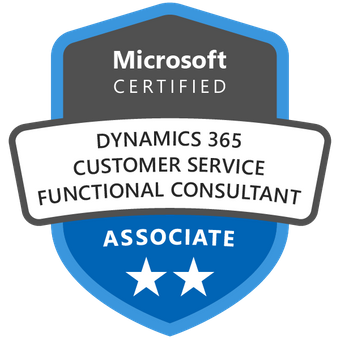 Microsoft
CERTIFIED
DYNAMICS 365
CUSTOMER SERVICE
FUNCTIONAL CONSULTANT
ASSOCIATE